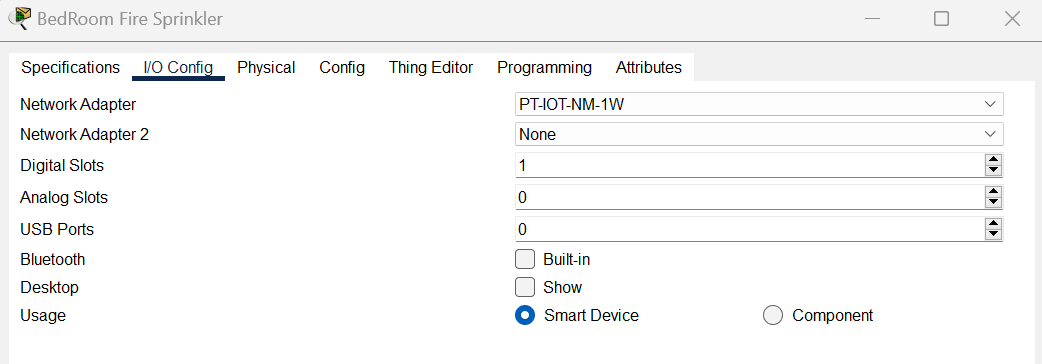 BedRoom Fire Sprinkler
Specifications I/O Config Physical Config Thing Editor Programming Attributes
Network Adapter PT-IOT-NM-1W
Network Adapter 2 None
Digital Slots 1
Analog Slots 0
USB Ports 0
Bluetooth Built-in
Desktop Show
Usage Smart Device Component